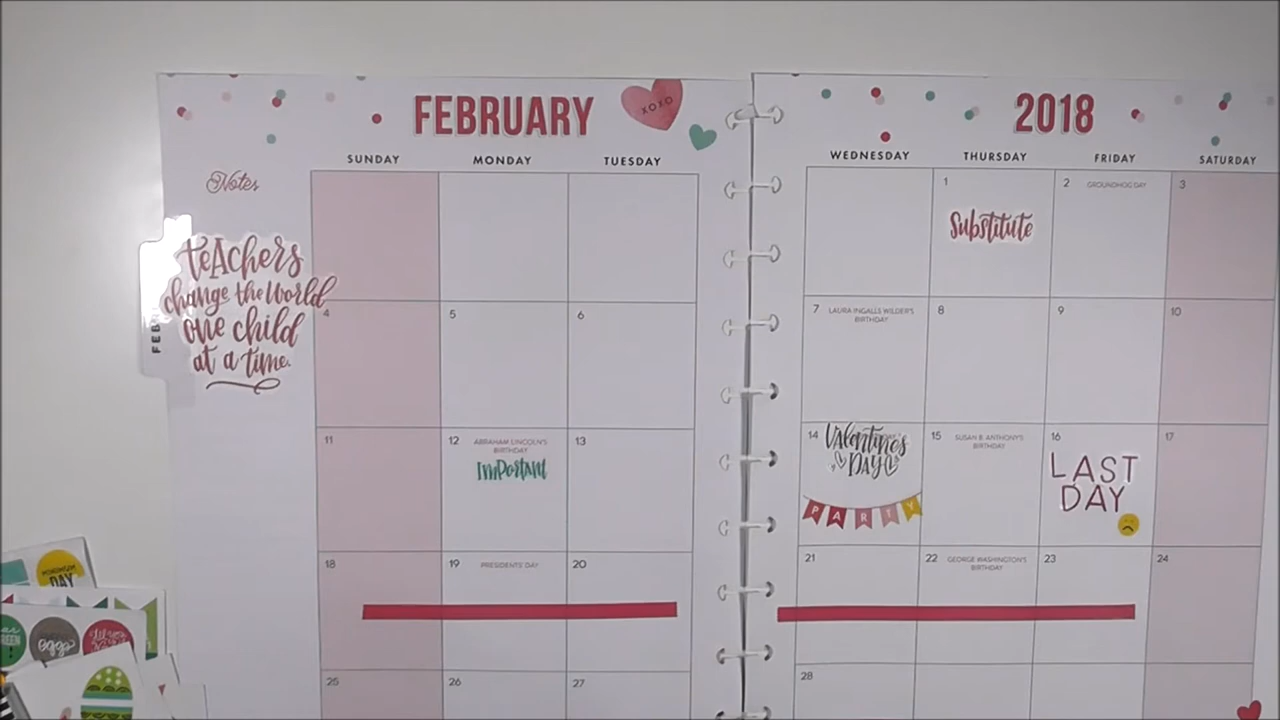 FEBRUARY
XOXO
2018
SUNDAY MONDAY TUESDAY WEDNESDAY THURSDAY FRIDAY SATURDAY
Notes
1 2 GROUNDHOG DAY 3
Substitute
teachers
change the world
one child
at a time.
FEBR
4 5 6 7 LAURA INGALLS WILDER'S
BIRTHDAY
8 9 10
11 12 ABRAHAM LINCOLN'S
BIRTHDAY
Important
13 14 Valentine's
DAY
PARTY
15 SUSAN B. ANTHONY'S
BIRTHDAY
16 LAST
DAY
17
18 19 PRESIDENTS' DAY 20 21 22 GEORGE WASHINGTON'S
BIRTHDAY
23 24
25 26 27 28
MINIMUM
DAY